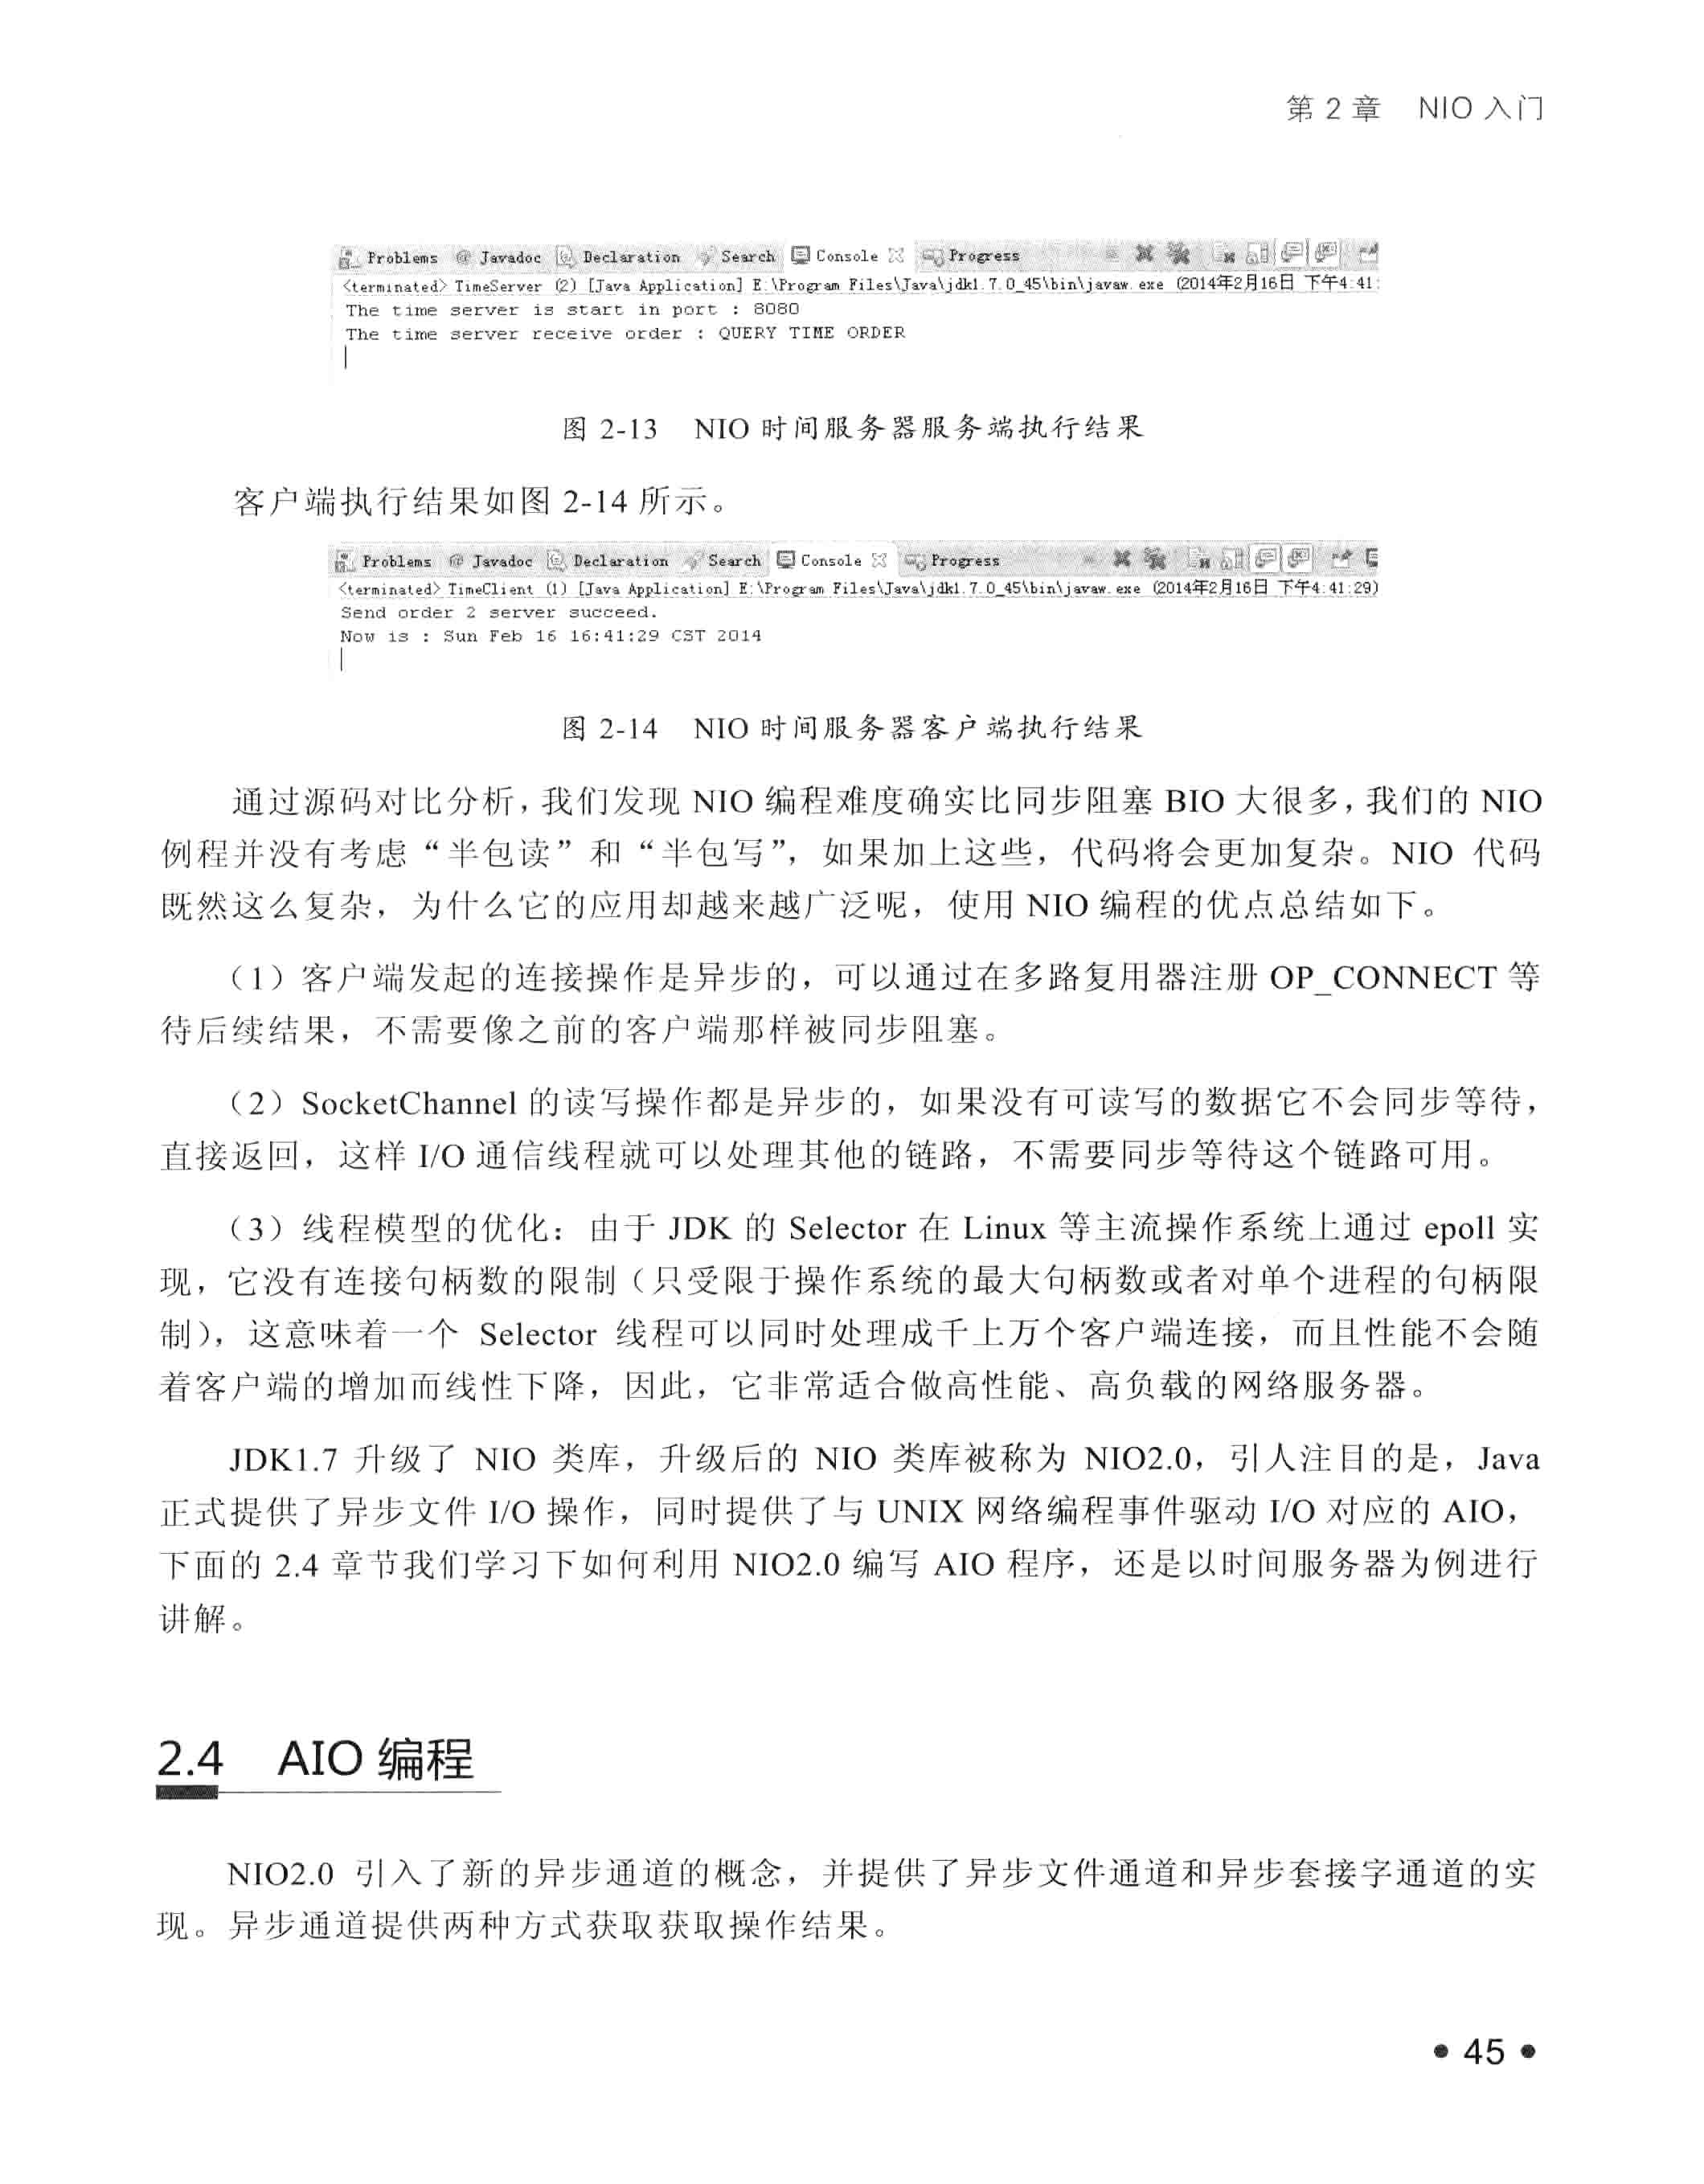 第 2 章 NIO 入门
Problems @ Javadoc Declaration Search Console Progress
<terminated> TimeServer (2) [Java Application] E:\Program Files\Java\jdk1.7.0_45\bin\javaw.exe (2014年2月16日 下午4:41:
The time server is start in port : 8080
The time server receive order : QUERY TIME ORDER
图 2-13 NIO 时间服务器服务端执行结果
客户端执行结果如图 2-14 所示。
Problems @ Javadoc Declaration Search Console Progress
<terminated> TimeClient (1) [Java Application] E:\Program Files\Java\jdk1.7.0_45\bin\javaw.exe (2014年2月16日 下午4:41:29)
Send order 2 server succeed.
Now is : Sun Feb 16 16:41:29 CST 2014
图 2-14 NIO 时间服务器客户端执行结果
通过源码对比分析，我们发现 NIO 编程难度确实比同步阻塞 BIO 大很多，我们的 NIO
例程并没有考虑“半包读”和“半包写”，如果加上这些，代码将会更加复杂。NIO 代码
既然这么复杂，为什么它的应用却越来越广泛呢，使用 NIO 编程的优点总结如下。
（1）客户端发起的连接操作是异步的，可以通过在多路复用器注册 OP_CONNECT 等
待后续结果，不需要像之前的客户端那样被同步阻塞。
（2）SocketChannel 的读写操作都是异步的，如果没有可读写的数据它不会同步等待，
直接返回，这样 I/O 通信线程就可以处理其他的链路，不需要同步等待这个链路可用。
（3）线程模型的优化：由于 JDK 的 Selector 在 Linux 等主流操作系统上通过 epoll 实
现，它没有连接句柄数的限制（只受限于操作系统的最大句柄数或者对单个进程的句柄限
制），这意味着一个 Selector 线程可以同时处理成千上万个客户端连接，而且性能不会随
着客户端的增加而线性下降，因此，它非常适合做高性能、高负载的网络服务器。
JDK1.7 升级了 NIO 类库，升级后的 NIO 类库被称为 NIO2.0，引人注目的是，Java
正式提供了异步文件 I/O 操作，同时提供了与 UNIX 网络编程事件驱动 I/O 对应的 AIO，
下面的 2.4 章节我们学习下如何利用 NIO2.0 编写 AIO 程序，还是以时间服务器为例进行
讲解。
2.4 AIO 编程
NIO2.0 引入了新的异步通道的概念，并提供了异步文件通道和异步套接字通道的实
现。异步通道提供两种方式获取获取操作结果。
• 45 •